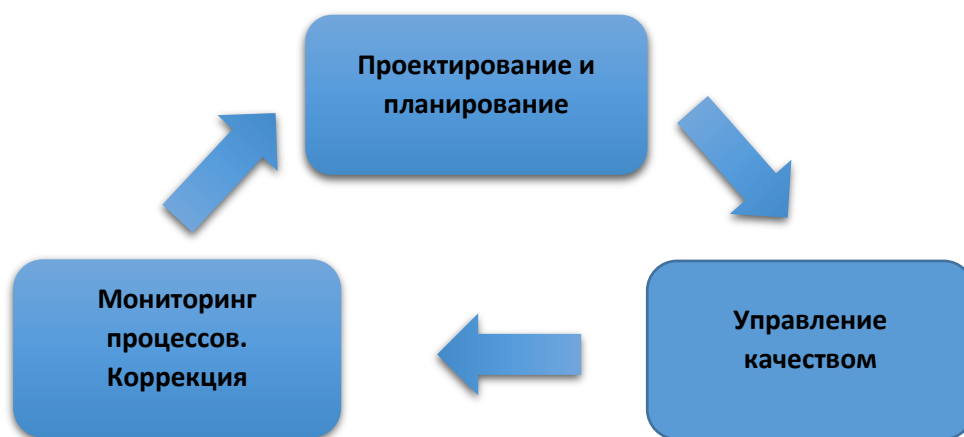 Проектирование и
планирование
Мониторинг
процессов.
Коррекция
Управление
качеством